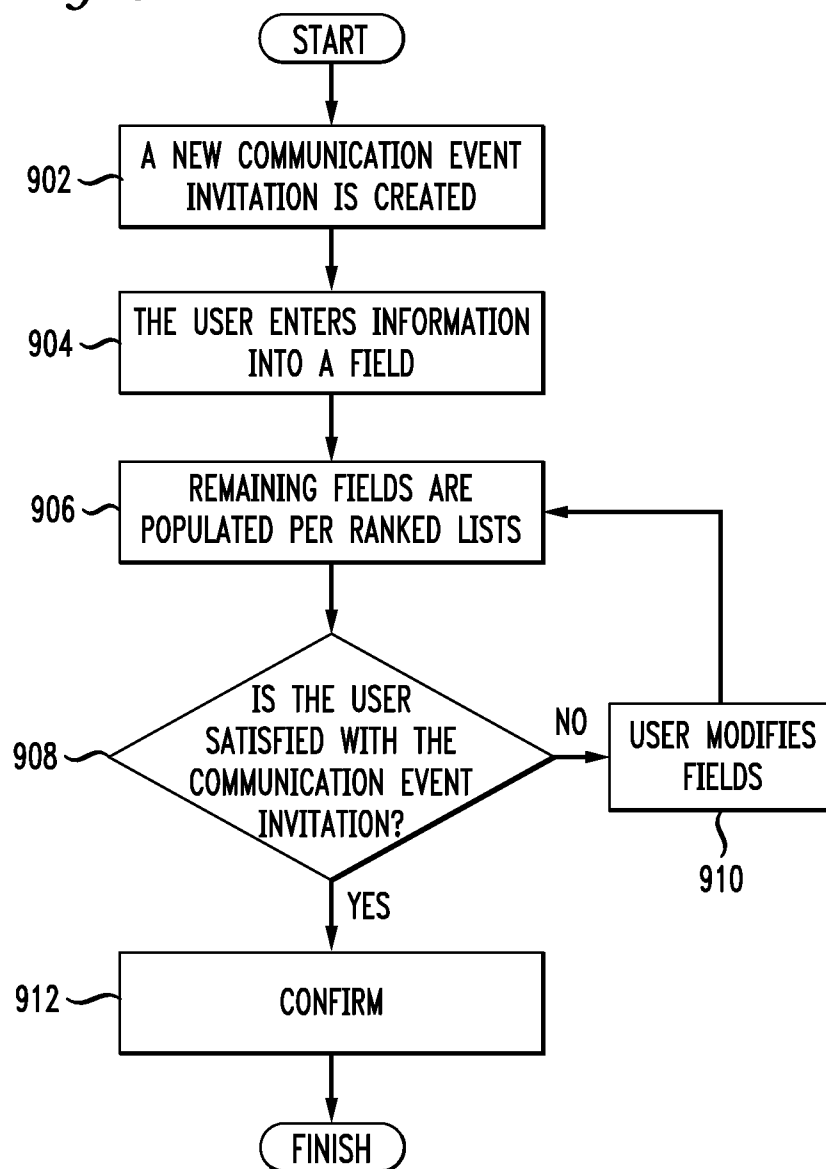 START
902
A NEW COMMUNICATION EVENT
INVITATION IS CREATED
904
THE USER ENTERS INFORMATION
INTO A FIELD
906
REMAINING FIELDS ARE
POPULATED PER RANKED LISTS
908
IS THE USER
SATISFIED WITH THE
COMMUNICATION EVENT
INVITATION?
NO
USER MODIFIES
FIELDS
910
YES
912
CONFIRM
FINISH